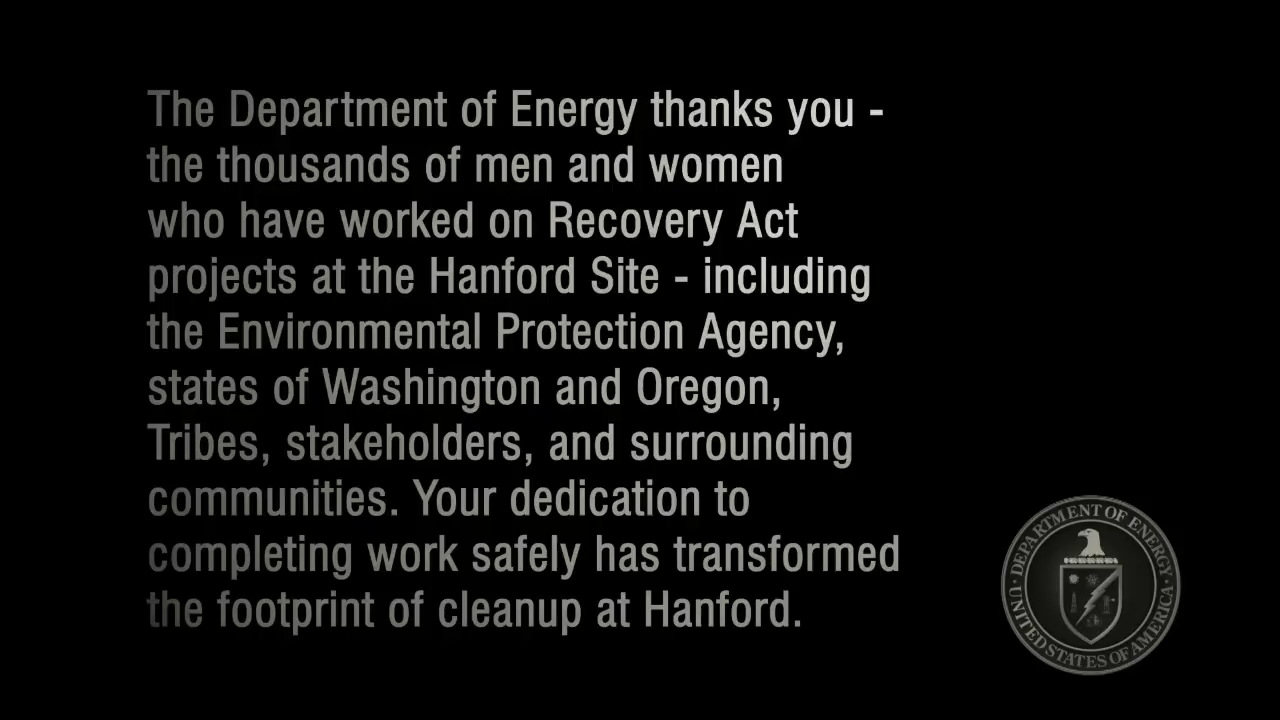 The Department of Energy thanks you -
the thousands of men and women
who have worked on Recovery Act
projects at the Hanford Site - including
the Environmental Protection Agency,
states of Washington and Oregon,
Tribes, stakeholders, and surrounding
communities. Your dedication to
completing work safely has transformed
the footprint of cleanup at Hanford.
DEPARTMENT OF ENERGY
UNITED STATES OF AMERICA